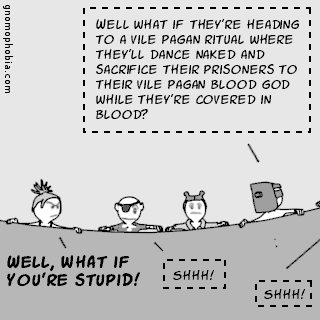 gnomophobia.com
WELL WHAT IF THEY'RE HEADING
TO A VILE PAGAN RITUAL WHERE
THEY'LL DANCE NAKED AND
SACRIFICE THEIR PRISONERS TO
THEIR VILE PAGAN BLOOD GOD
WHILE THEY'RE COVERED IN
BLOOD?
WELL, WHAT IF
YOU'RE STUPID!
SHHH!
SHHH!